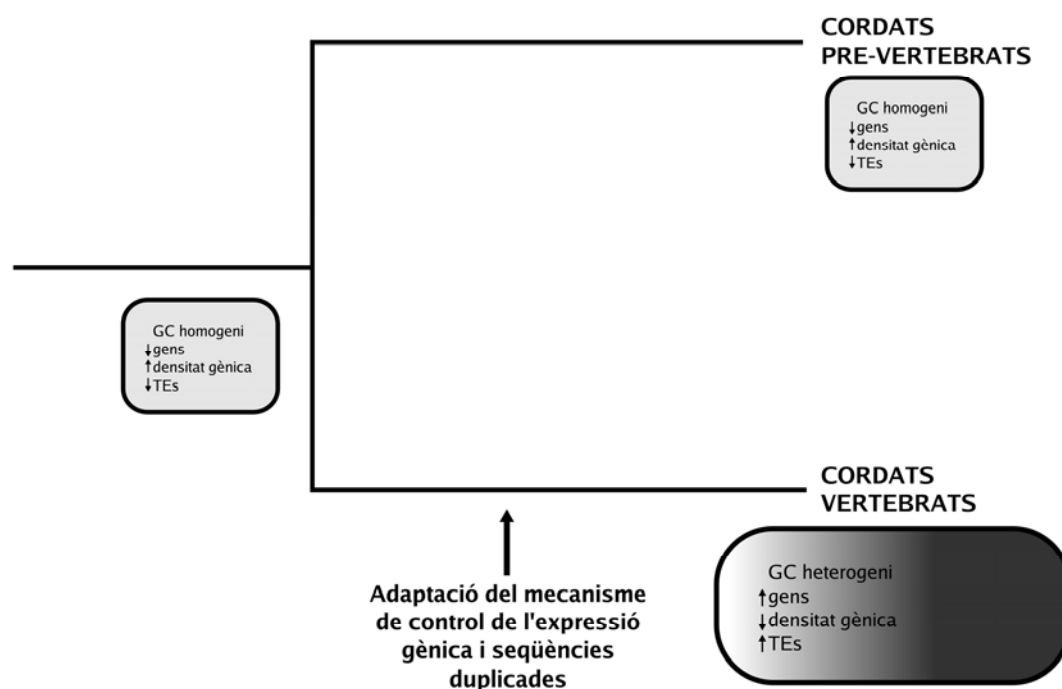 CORDATS
PRE-VERTEBRATS
GC homogeni
↓gens
↑densitat gènica
↓TEs
GC homogeni
↓gens
↑densitat gènica
↓TEs
CORDATS
VERTEBRATS
GC heterogeni
↑gens
↓densitat gènica
↑TEs
Adaptació del mecanisme
de control de l'expressió
gènica i seqüències
duplicades